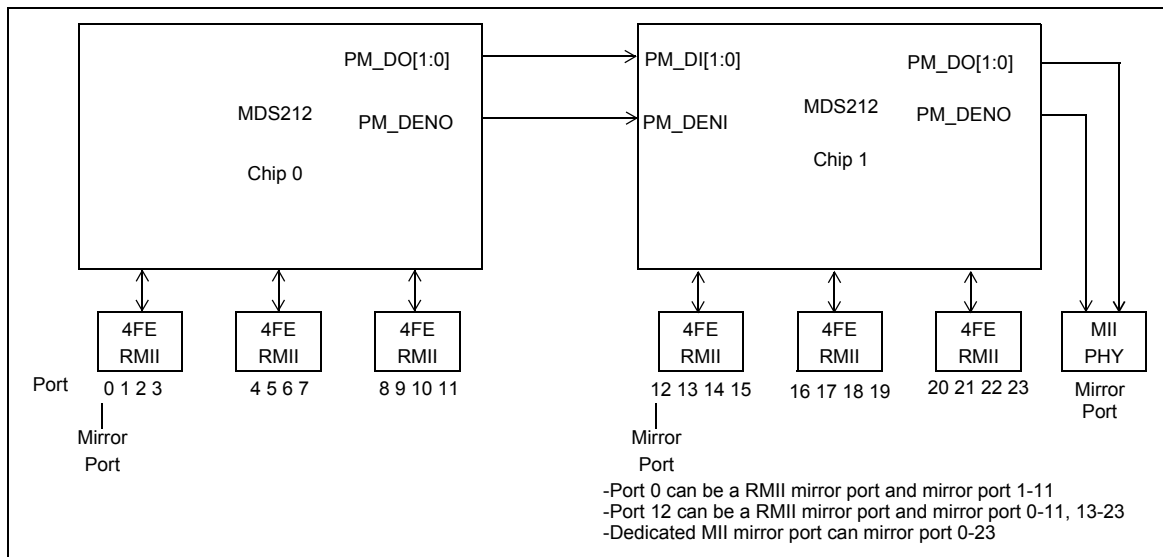 PM_DO[1:0]
MDS212
PM_DENO
Chip 0
PM_DI[1:0]
PM_DO[1:0]
MDS212
PM_DENI
PM_DENO
Chip 1
4FE
RMII
4FE
RMII
4FE
RMII
4FE
RMII
4FE
RMII
4FE
RMII
MII
PHY
Port 0 1 2 3 4 5 6 7 8 9 10 11 12 13 14 15 16 17 18 19 20 21 22 23
Mirror
Port
Mirror
Port
Mirror
Port
-Port 0 can be a RMII mirror port and mirror port 1-11
-Port 12 can be a RMII mirror port and mirror port 0-11, 13-23
-Dedicated MII mirror port can mirror port 0-23